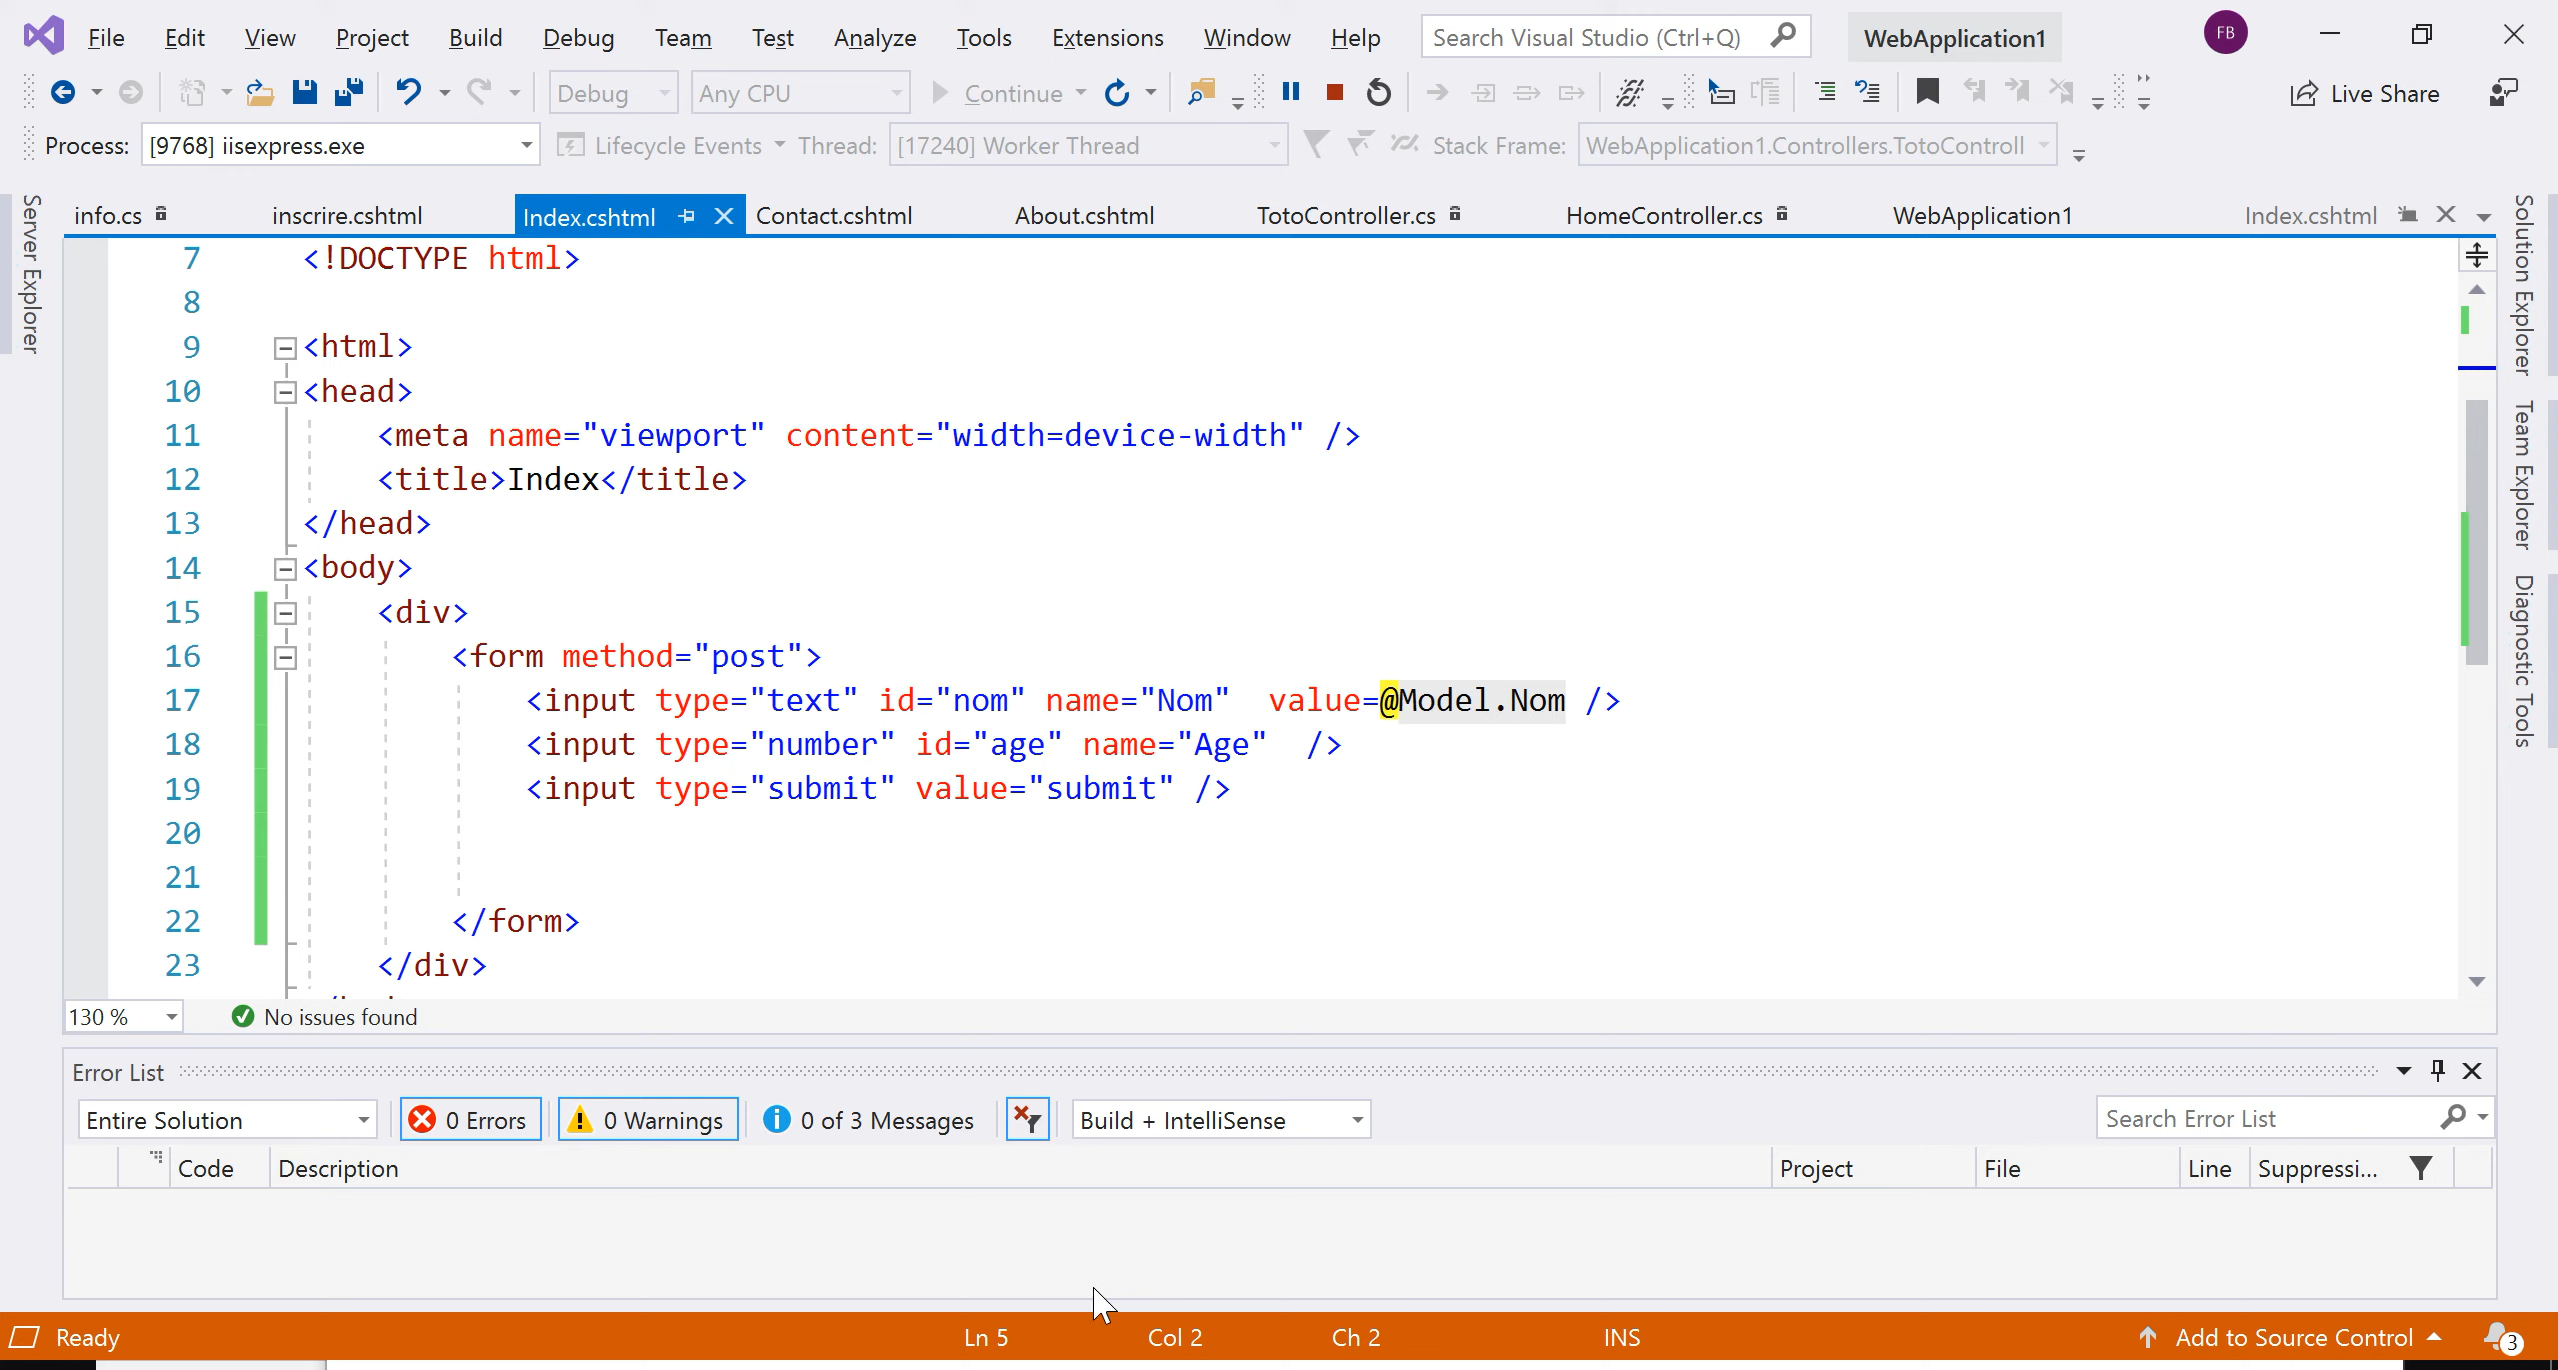 File Edit View Project Build Debug Team Test Analyze Tools Extensions Window Help Search Visual Studio (Ctrl+Q) WebApplication1 FB
Debug Any CPU Continue Live Share
Process: [9768] iisexpress.exe Lifecycle Events Thread: [17240] Worker Thread Stack Frame: WebApplication1.Controllers.TotoControll
info.cs inscrire.cshtml Index.cshtml Contact.cshtml About.cshtml TotoController.cs HomeController.cs WebApplication1 Index.cshtml
Server Explorer
Solution Explorer
Team Explorer
Diagnostic Tools
7 <!DOCTYPE html>
8
9 <html>
10 <head>
11 <meta name="viewport" content="width=device-width" />
12 <title>Index</title>
13 </head>
14 <body>
15 <div>
16 <form method="post">
17 <input type="text" id="nom" name="Nom"  value=@Model.Nom />
18 <input type="number" id="age" name="Age"  />
19 <input type="submit" value="submit" />
20
21
22 </form>
23 </div>
130 % No issues found
Error List
Entire Solution 0 Errors 0 Warnings 0 of 3 Messages Build + IntelliSense Search Error List
Code Description Project File Line Suppressi...
Ready Ln 5 Col 2 Ch 2 INS Add to Source Control 3